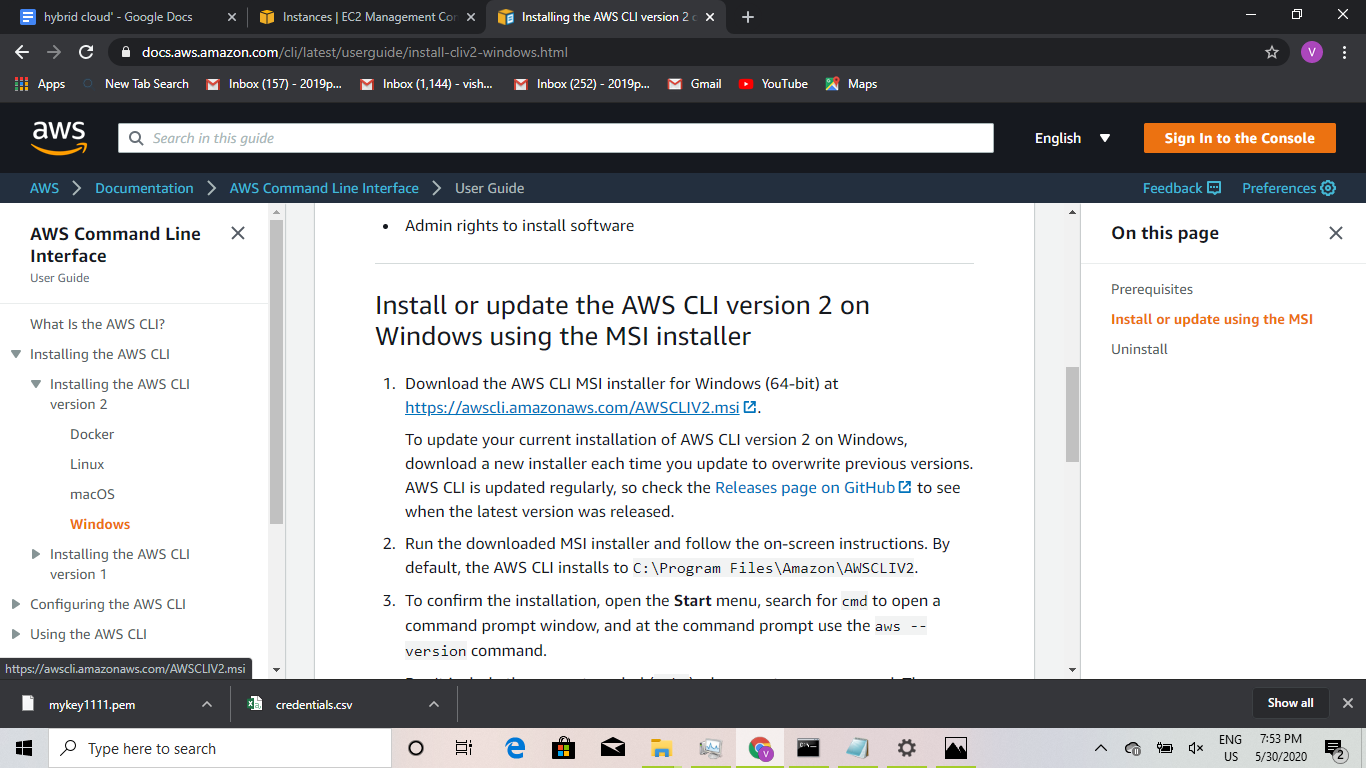 hybrid cloud' - Google Docs
Instances | EC2 Management Con
Installing the AWS CLI version 2 o
docs.aws.amazon.com/cli/latest/userguide/install-cliv2-windows.html
V
Apps
New Tab Search
Inbox (157) - 2019p...
Inbox (1,144) - vish...
Inbox (252) - 2019p...
Gmail
YouTube
Maps
aws
Search in this guide
English
Sign In to the Console
AWS
Documentation
AWS Command Line Interface
User Guide
Feedback
Preferences
AWS Command Line
Interface
User Guide
What Is the AWS CLI?
Installing the AWS CLI
Installing the AWS CLI
version 2
Docker
Linux
macOS
Windows
Installing the AWS CLI
version 1
Configuring the AWS CLI
Using the AWS CLI
https://awscli.amazonaws.com/AWSCLIV2.msi
• Admin rights to install software
Install or update the AWS CLI version 2 on
Windows using the MSI installer
1. Download the AWS CLI MSI installer for Windows (64-bit) at
https://awscli.amazonaws.com/AWSCLIV2.msi.
To update your current installation of AWS CLI version 2 on Windows,
download a new installer each time you update to overwrite previous versions.
AWS CLI is updated regularly, so check the Releases page on GitHub to see
when the latest version was released.
2. Run the downloaded MSI installer and follow the on-screen instructions. By
default, the AWS CLI installs to C:\Program Files\Amazon\AWSCLIV2.
3. To confirm the installation, open the Start menu, search for cmd to open a
command prompt window, and at the command prompt use the aws --
version command.
On this page
Prerequisites
Install or update using the MSI
Uninstall
mykey1111.pem
credentials.csv
Show all
Type here to search
V
ENG
US
7:53 PM
5/30/2020
2